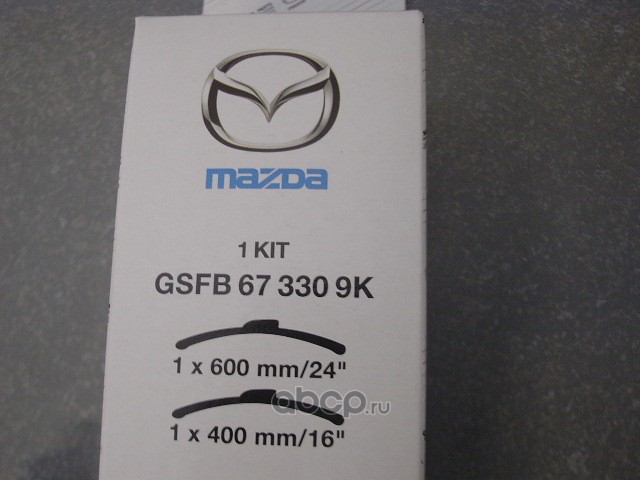 mazda
1 KIT
GSFB 67 330 9K
1 x 600 mm/24"
abcp.ru
1 x 400 mm/16"